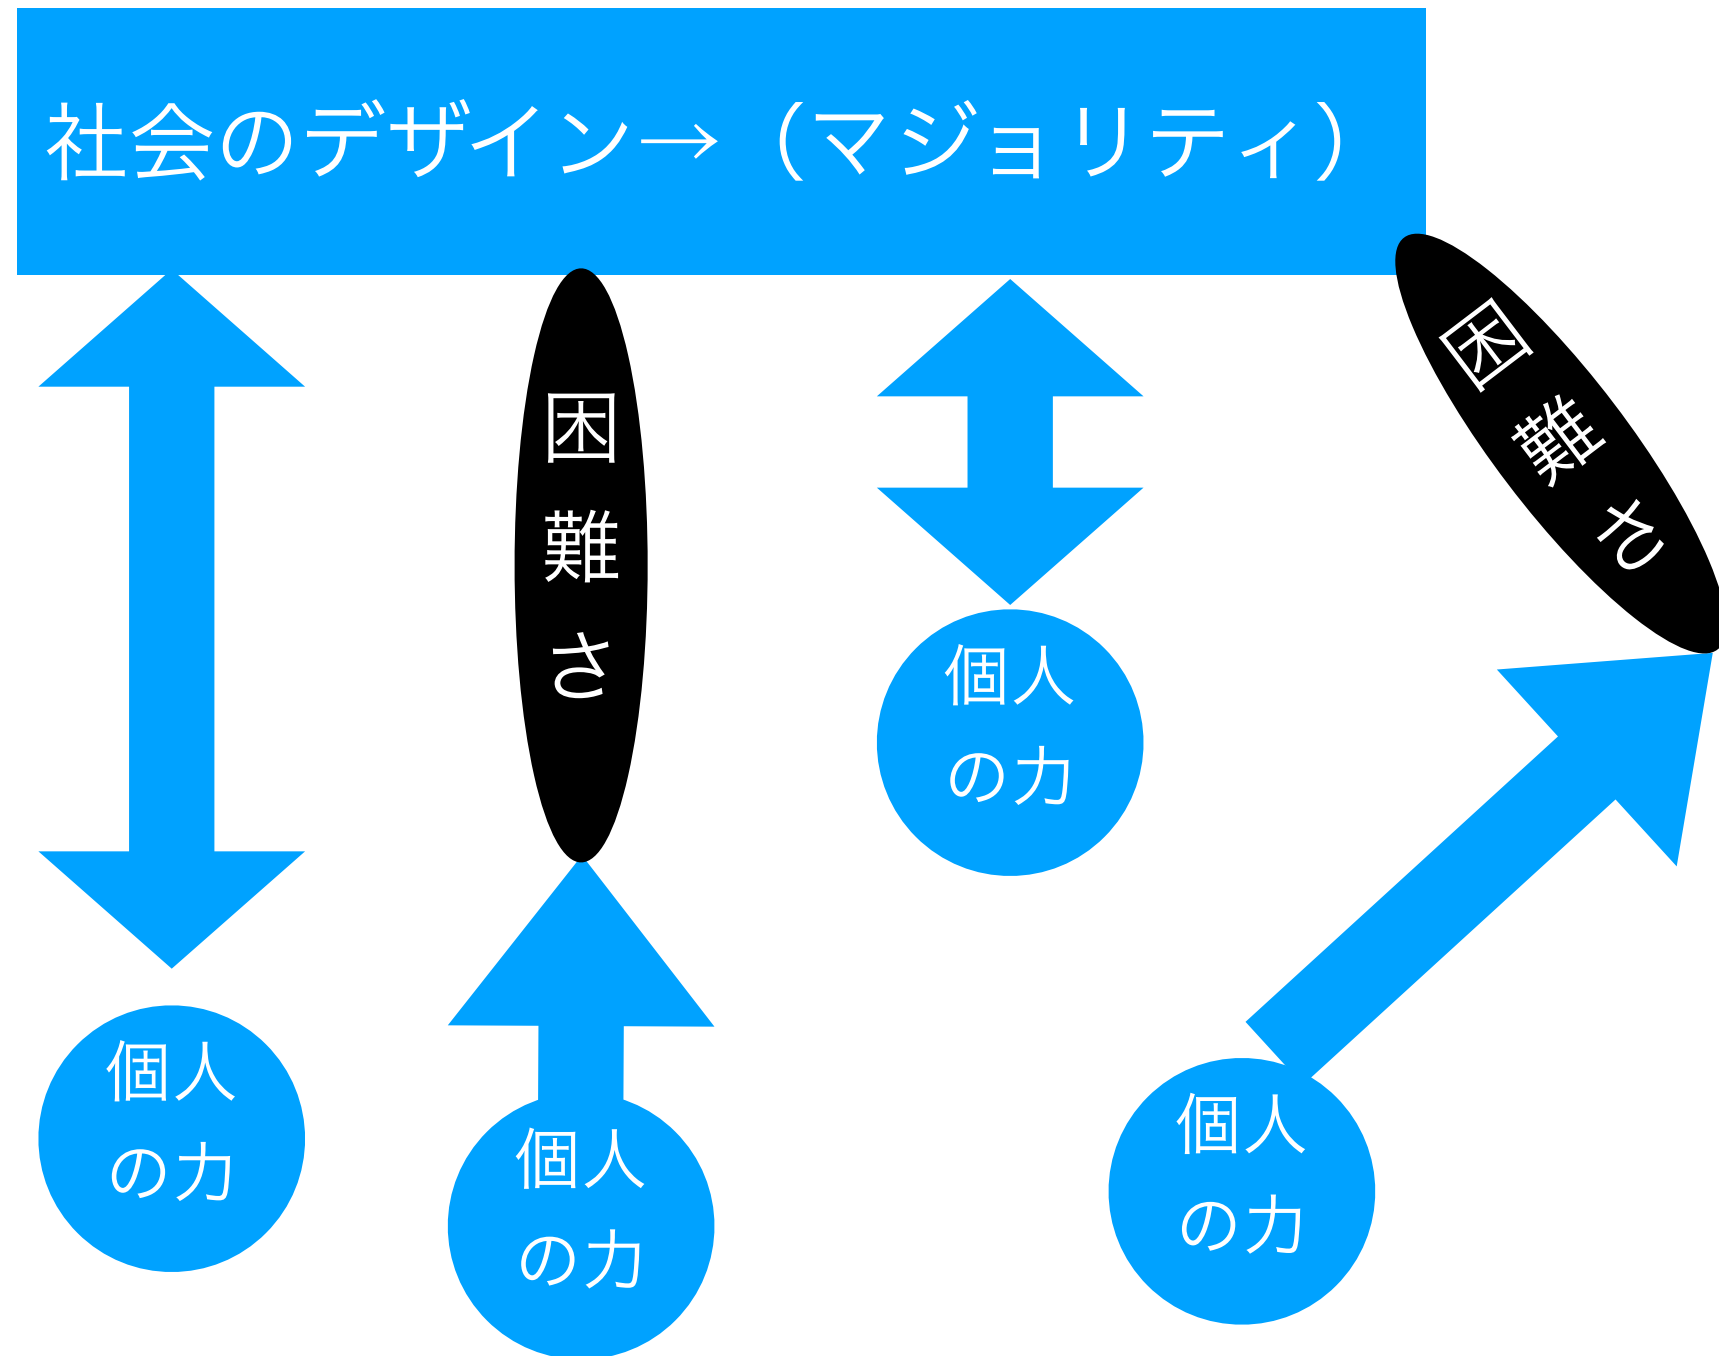 社会のデザイン→（マジョリティ）
困難さ
困難さ
個人
の力
個人
の力
個人
の力
個人
の力